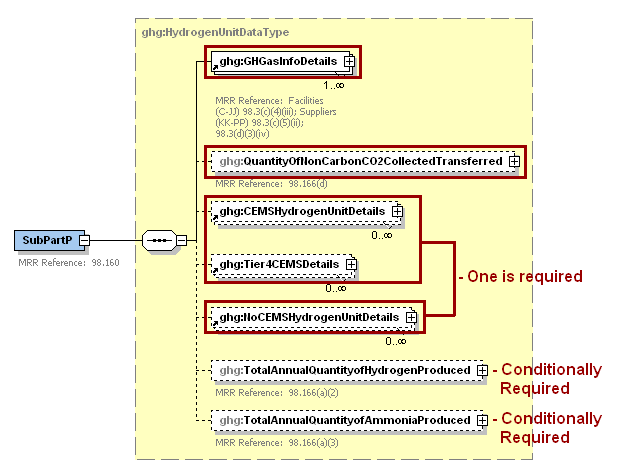 ghg:HydrogenUnitDataType
ghg:GHGasInfoDetails
1..∞
MRR Reference: Facilities
(C-JJ) 98.3(c)(4)(iii); Suppliers
(KK-PP) 98.3(c)(5)(ii);
98.3(d)(3)(iv)
ghg:QuantityOfNonCarbonCO2CollectedTransferred
MRR Reference: 98.166(d)
ghg:CEMSHydrogenUnitDetails
0..∞
SubPartP
MRR Reference: 98.160
ghg:Tier4CEMSDetails
0..∞
- One is required
ghg:NoCEMSHydrogenUnitDetails
0..∞
ghg:TotalAnnualQuantityofHydrogenProduced
MRR Reference: 98.166(a)(2)
- Conditionally
Required
ghg:TotalAnnualQuantityofAmmoniaProduced
MRR Reference: 98.166(a)(3)
- Conditionally
Required